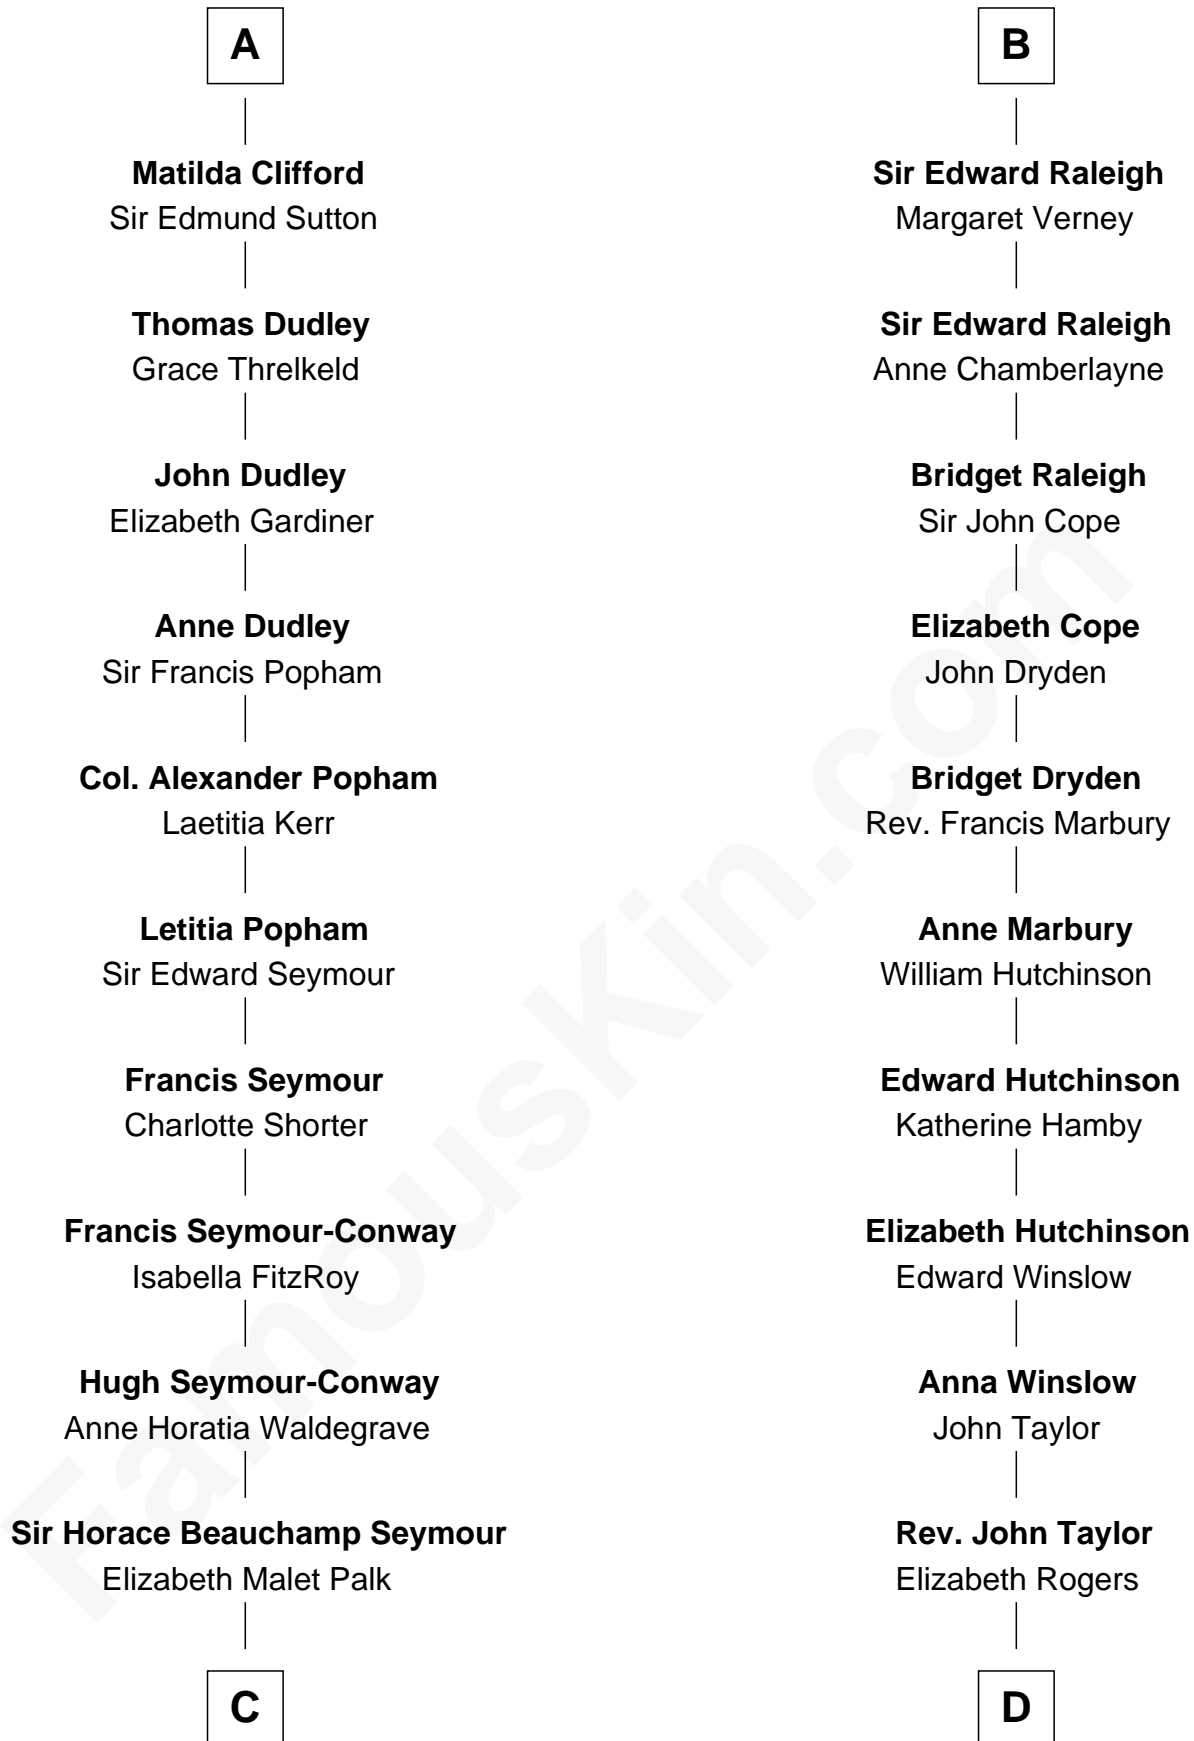 A
Matilda Clifford
Sir Edmund Sutton
Thomas Dudley
Grace Threlkeld
John Dudley
Elizabeth Gardiner
Anne Dudley
Sir Francis Popham
Col. Alexander Popham
Laetitia Kerr
Letitia Popham
Sir Edward Seymour
Francis Seymour
Charlotte Shorter
Francis Seymour-Conway
Isabella FitzRoy
Hugh Seymour-Conway
Anne Horatia Waldegrave
Sir Horace Beauchamp Seymour
Elizabeth Malet Palk
C
B
Sir Edward Raleigh
Margaret Verney
Sir Edward Raleigh
Anne Chamberlayne
Bridget Raleigh
Sir John Cope
Elizabeth Cope
John Dryden
Bridget Dryden
Rev. Francis Marbury
Anne Marbury
William Hutchinson
Edward Hutchinson
Katherine Hamby
Elizabeth Hutchinson
Edward Winslow
Anna Winslow
John Taylor
Rev. John Taylor
Elizabeth Rogers
D
FamousKin.com